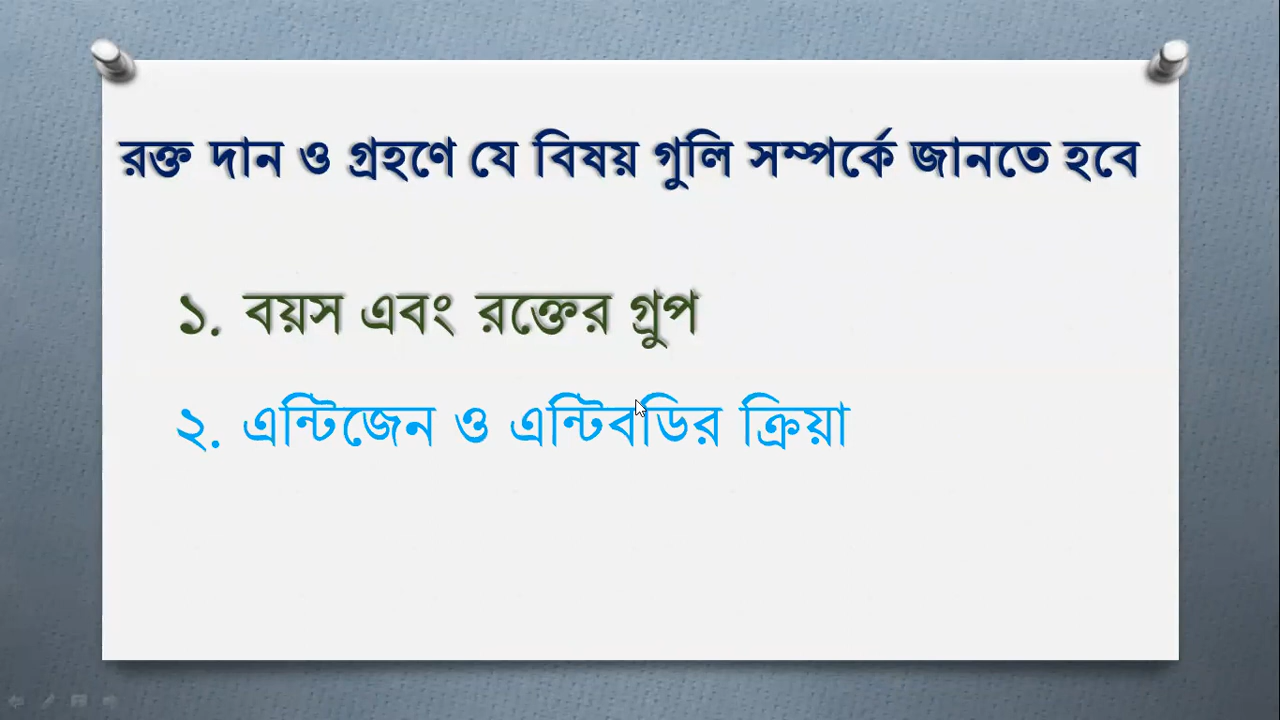 রক্ত দান ও গ্রহণে যে বিষয় গুলি সম্পর্কে জানতে হবে
১. বয়স এবং রক্তের গ্রুপ
২. এন্টিজেন ও এন্টিবডির ক্রিয়া